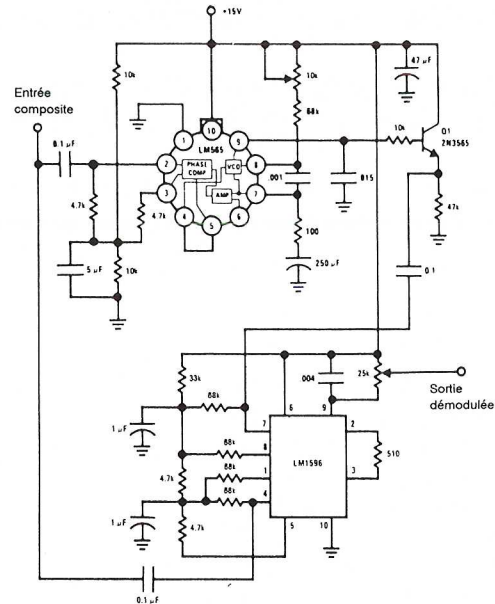 +15V
10k
47 µF
Entrée
composite
10k
68k
10k
Q1
2N3565
10
1
9
LM565
0.1 µF
2
PHASE
COMP
VCO
8
.001
.015
3
AMP
7
4.7k
4.7k
4
5
6
100
47k
5 µF
10k
250 µF
0.1
33k
.004
25k
Sortie
démodulée
68k
6
9
1 µF
7
2
8
68k
510
4.7k
68k
1
LM1596
3
1 µF
68k
4
4.7k
5
10
0.1 µF